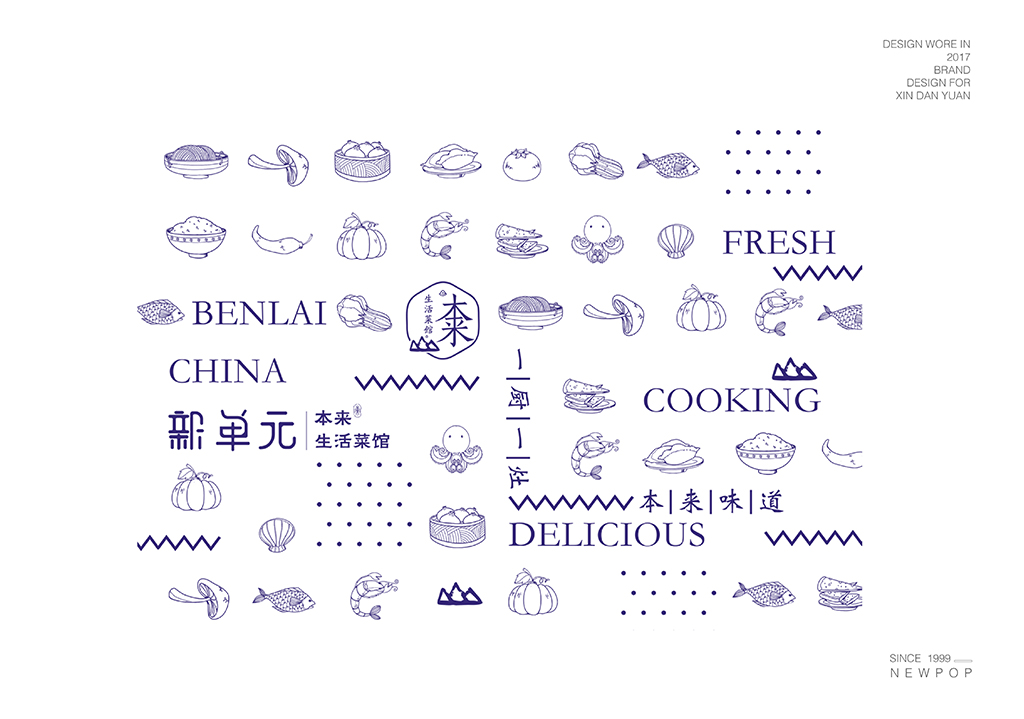 DESIGN WORE IN
2017
BRAND
DESIGN FOR
XIN DAN YUAN
FRESH
BENLAI
本来
生活菜馆
CHINA
COOKING
新单元
本来
生活菜馆
一|厨|一|灶
本|来|味|道
DELICIOUS
SINCE 1999
NEWPOP